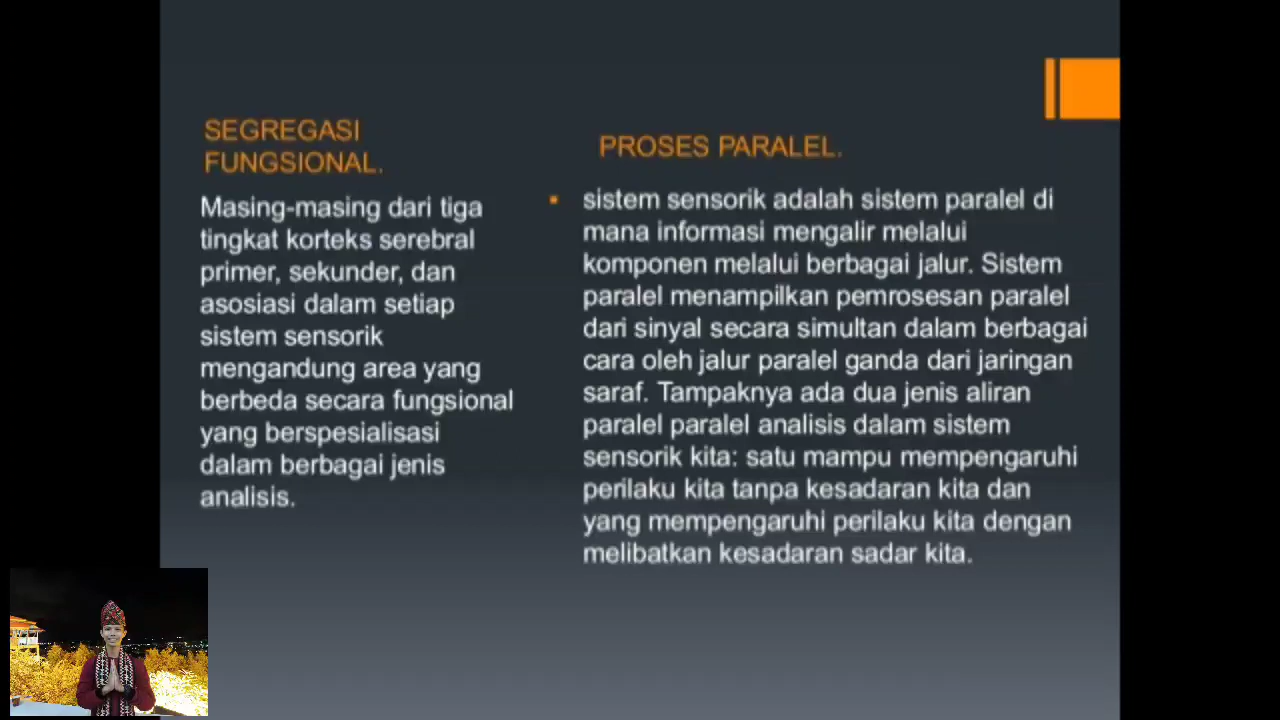 SEGREGASI
FUNGSIONAL.
Masing-masing dari tiga
tingkat korteks serebral
primer, sekunder, dan
asosiasi dalam setiap
sistem sensorik
mengandung area yang
berbeda secara fungsional
yang berspesialisasi
dalam berbagai jenis
analisis.
PROSES PARALEL.
sistem sensorik adalah sistem paralel di
mana informasi mengalir melalui
komponen melalui berbagai jalur. Sistem
paralel menampilkan pemrosesan paralel
dari sinyal secara simultan dalam berbagai
cara oleh jalur paralel ganda dari jaringan
saraf. Tampaknya ada dua jenis aliran
paralel paralel analisis dalam sistem
sensorik kita: satu mampu mempengaruhi
perilaku kita tanpa kesadaran kita dan
yang mempengaruhi perilaku kita dengan
melibatkan kesadaran sadar kita.